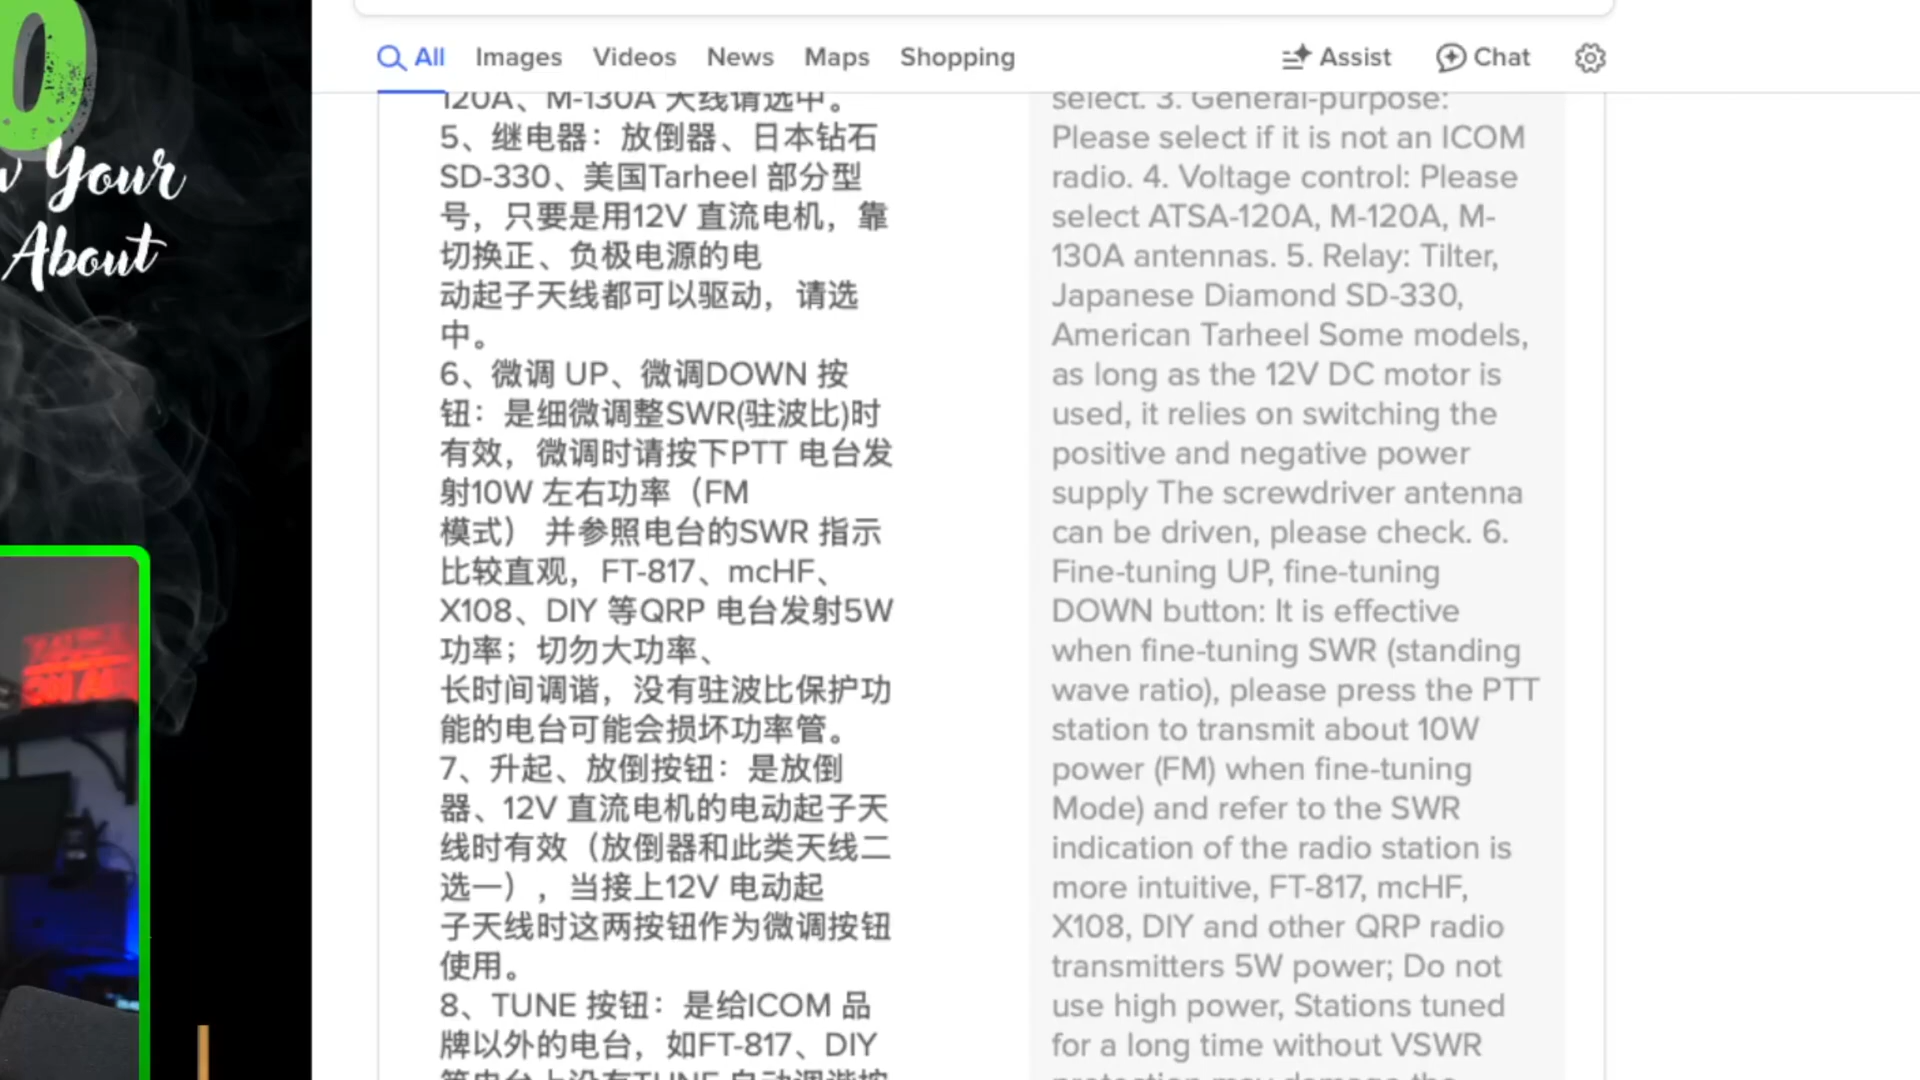 Your
About
All Images Videos News Maps Shopping Assist Chat
120A、M-130A 天线请选中。
5、继电器：放倒器、日本钻石
SD-330、美国Tarheel 部分型
号，只要是用12V 直流电机，靠
切换正、负极电源的电
动起子天线都可以驱动，请选
中。
6、微调 UP、微调DOWN 按
钮：是细微调整SWR(驻波比)时
有效，微调时请按下PTT 电台发
射10W 左右功率（FM
模式） 并参照电台的SWR 指示
比较直观，FT-817、mcHF、
X108、DIY 等QRP 电台发射5W
功率；切勿大功率、
长时间调谐，没有驻波比保护功
能的电台可能会损坏功率管。
7、升起、放倒按钮：是放倒
器、12V 直流电机的电动起子天
线时有效（放倒器和此类天线二
选一），当接上12V 电动起
子天线时这两按钮作为微调按钮
使用。
8、TUNE 按钮：是给ICOM 品
牌以外的电台，如FT-817、DIY
select. 3. General-purpose:
Please select if it is not an ICOM
radio. 4. Voltage control: Please
select ATSA-120A, M-120A, M-
130A antennas. 5. Relay: Tilter,
Japanese Diamond SD-330,
American Tarheel Some models,
as long as the 12V DC motor is
used, it relies on switching the
positive and negative power
supply The screwdriver antenna
can be driven, please check. 6.
Fine-tuning UP, fine-tuning
DOWN button: It is effective
when fine-tuning SWR (standing
wave ratio), please press the PTT
station to transmit about 10W
power (FM) when fine-tuning
Mode) and refer to the SWR
indication of the radio station is
more intuitive, FT-817, mcHF,
X108, DIY and other QRP radio
transmitters 5W power; Do not
use high power, Stations tuned
for a long time without VSWR